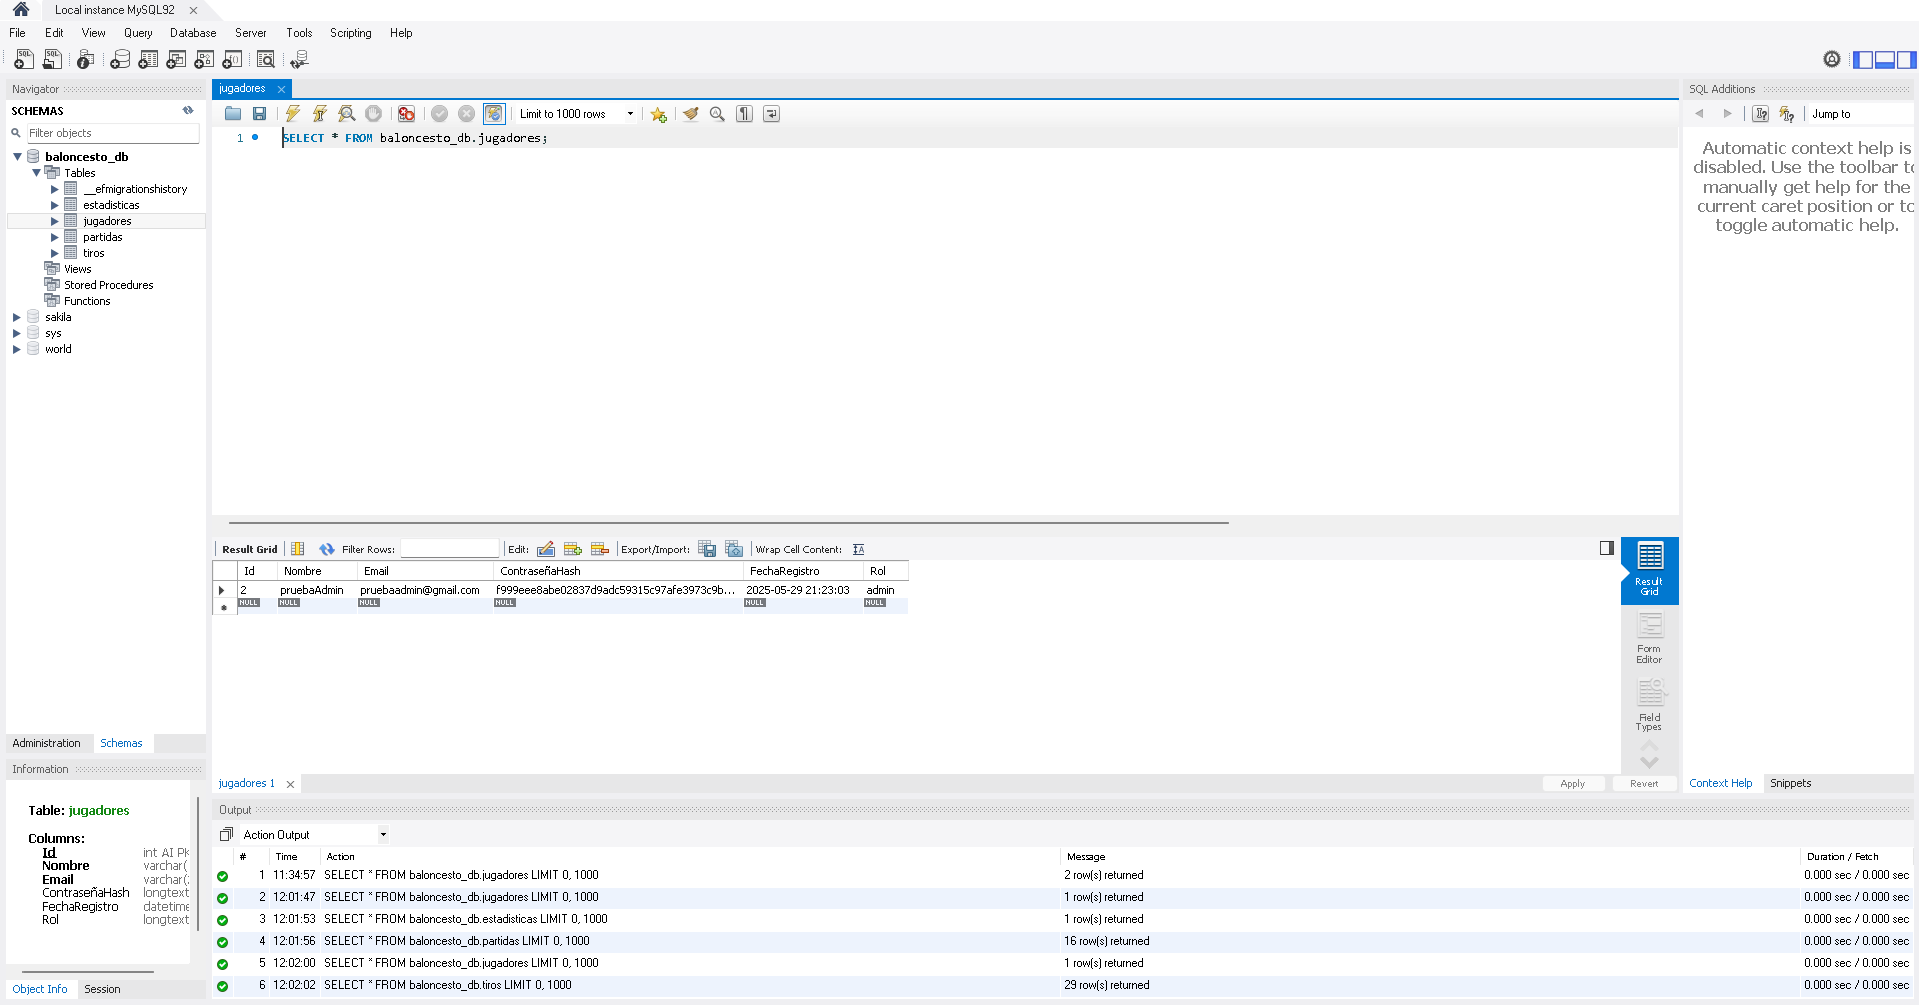 Local instance MySQL92
File Edit View Query Database Server Tools Scripting Help
Navigator
SCHEMAS
Filter objects
baloncesto_db
Tables
__efmigrationshistory
estadisticas
jugadores
partidas
tiros
Views
Stored Procedures
Functions
sakila
sys
world
Administration Schemas
Information
Table: jugadores
Columns:
Id int AI PK
Nombre varchar(
Email varchar(
ContraseñaHash longtext
FechaRegistro datetime
Rol longtext
Object Info Session
jugadores
Limit to 1000 rows
1 SELECT * FROM baloncesto_db.jugadores;
Result Grid Filter Rows: Edit: Export/Import: Wrap Cell Content:
Id Nombre Email ContraseñaHash FechaRegistro Rol
2 pruebaAdmin pruebaadmin@gmail.com f999eee8abe02837d9adc59315c97afe3973c9b... 2025-05-29 21:23:03 admin
NULL NULL NULL NULL NULL NULL
Result Grid
Form Editor
Field Types
jugadores 1
Apply Revert
SQL Additions
Jump to
Automatic context help is
disabled. Use the toolbar to
manually get help for the
current caret position or to
toggle automatic help.
Context Help Snippets
Output
Action Output
# Time Action Message Duration / Fetch
1 11:34:57 SELECT * FROM baloncesto_db.jugadores LIMIT 0, 1000 2 row(s) returned 0.000 sec / 0.000 sec
2 12:01:47 SELECT * FROM baloncesto_db.jugadores LIMIT 0, 1000 1 row(s) returned 0.000 sec / 0.000 sec
3 12:01:53 SELECT * FROM baloncesto_db.estadisticas LIMIT 0, 1000 1 row(s) returned 0.000 sec / 0.000 sec
4 12:01:56 SELECT * FROM baloncesto_db.partidas LIMIT 0, 1000 16 row(s) returned 0.000 sec / 0.000 sec
5 12:02:00 SELECT * FROM baloncesto_db.jugadores LIMIT 0, 1000 1 row(s) returned 0.000 sec / 0.000 sec
6 12:02:02 SELECT * FROM baloncesto_db.tiros LIMIT 0, 1000 29 row(s) returned 0.000 sec / 0.000 sec